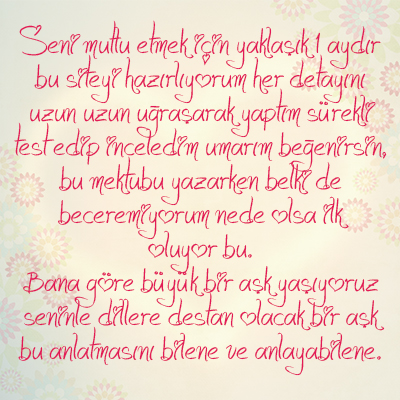 Seni mutlu etmek için yaklaşık 1 aydır
bu siteyi hazırlıyorum her detayını
uzun uzun uğraşarak yaptım sürekli
test edip inceledim umarım beğenirsin,
bu mektubu yazarken belki de
beceremiyorum nede olsa ilk
oluyor bu.
Bana göre büyük bir aşk yaşıyoruz
seninle dillere destan olacak bir aşk
bu anlatmasını bilene ve anlayabilene.